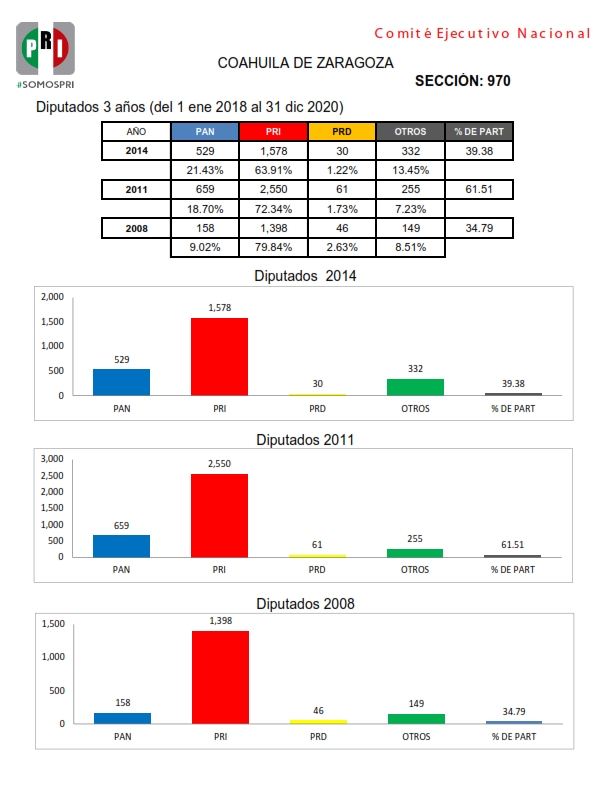 PRI
#SOMOSPRI
Comité Ejecutivo Nacional
COAHUILA DE ZARAGOZA
SECCIÓN: 970
Diputados 3 años (del 1 ene 2018 al 31 dic 2020)
AÑO PAN PRI PRD OTROS % DE PART
2014 529 1,578 30 332 39.38
21.43% 63.91% 1.22% 13.45%
2011 659 2,550 61 255 61.51
18.70% 72.34% 1.73% 7.23%
2008 158 1,398 46 149 34.79
9.02% 79.84% 2.63% 8.51%
Diputados 2014
2,000
1,500
1,000
500
0
529 1,578 30 332 39.38
PAN PRI PRD OTROS % DE PART
Diputados 2011
3,000
2,500
2,000
1,500
1,000
500
0
659 2,550 61 255 61.51
PAN PRI PRD OTROS % DE PART
Diputados 2008
1,500
1,000
500
0
158 1,398 46 149 34.79
PAN PRI PRD OTROS % DE PART